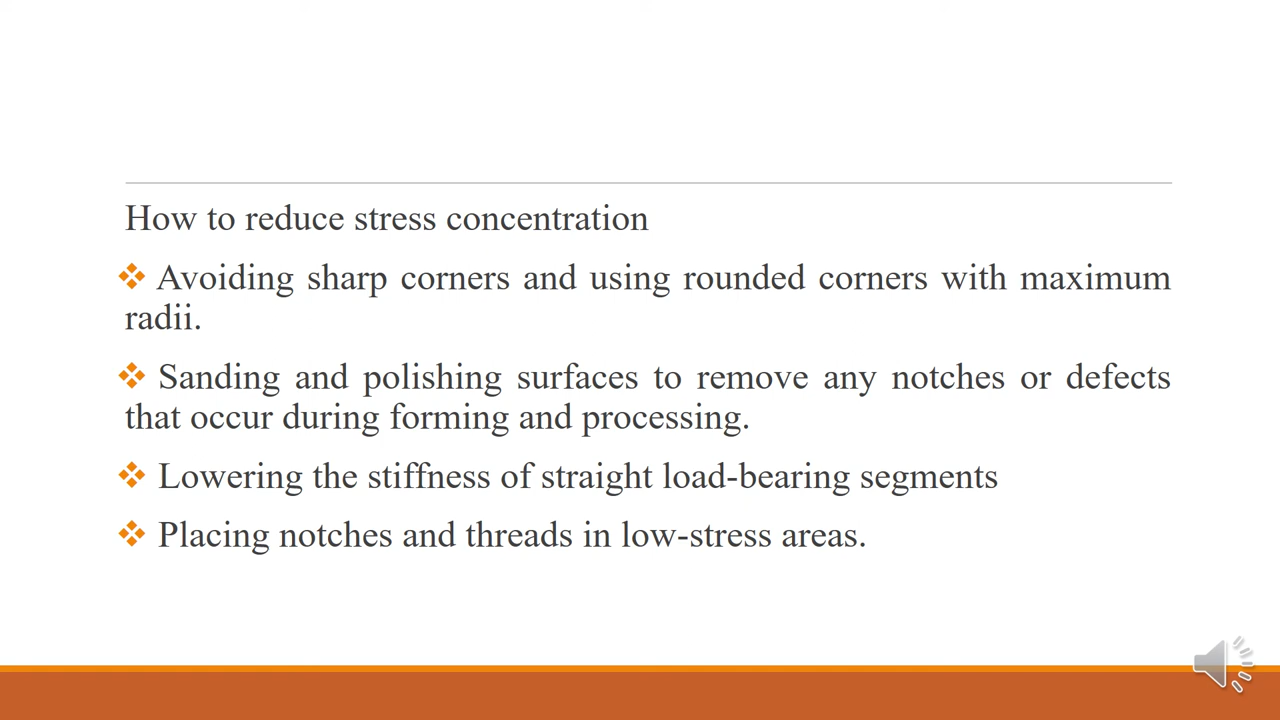 How to reduce stress concentration
❖ Avoiding sharp corners and using rounded corners with maximum
radii.
❖ Sanding and polishing surfaces to remove any notches or defects
that occur during forming and processing.
❖ Lowering the stiffness of straight load-bearing segments
❖ Placing notches and threads in low-stress areas.